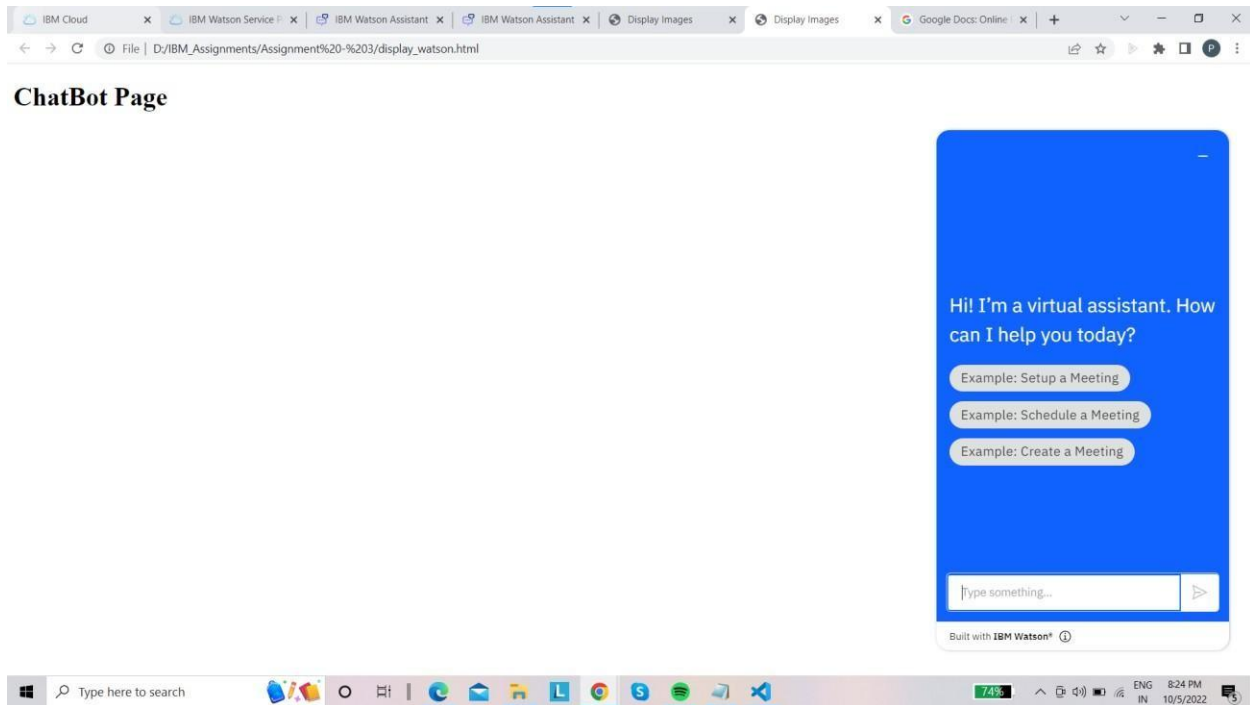 IBM Cloud
IBM Watson Service
IBM Watson Assistant
IBM Watson Assistant
Display Images
Display Images
Google Docs: Online
File | D:/IBM_Assignments/Assignment%20-%203/display_watson.html
P
ChatBot Page
Hi! I’m a virtual assistant. How
can I help you today?
Example: Setup a Meeting
Example: Schedule a Meeting
Example: Create a Meeting
Type something...
Built with IBM Watson®
Type here to search
L
S
74%
ENG
IN
8:24 PM
10/5/2022
5